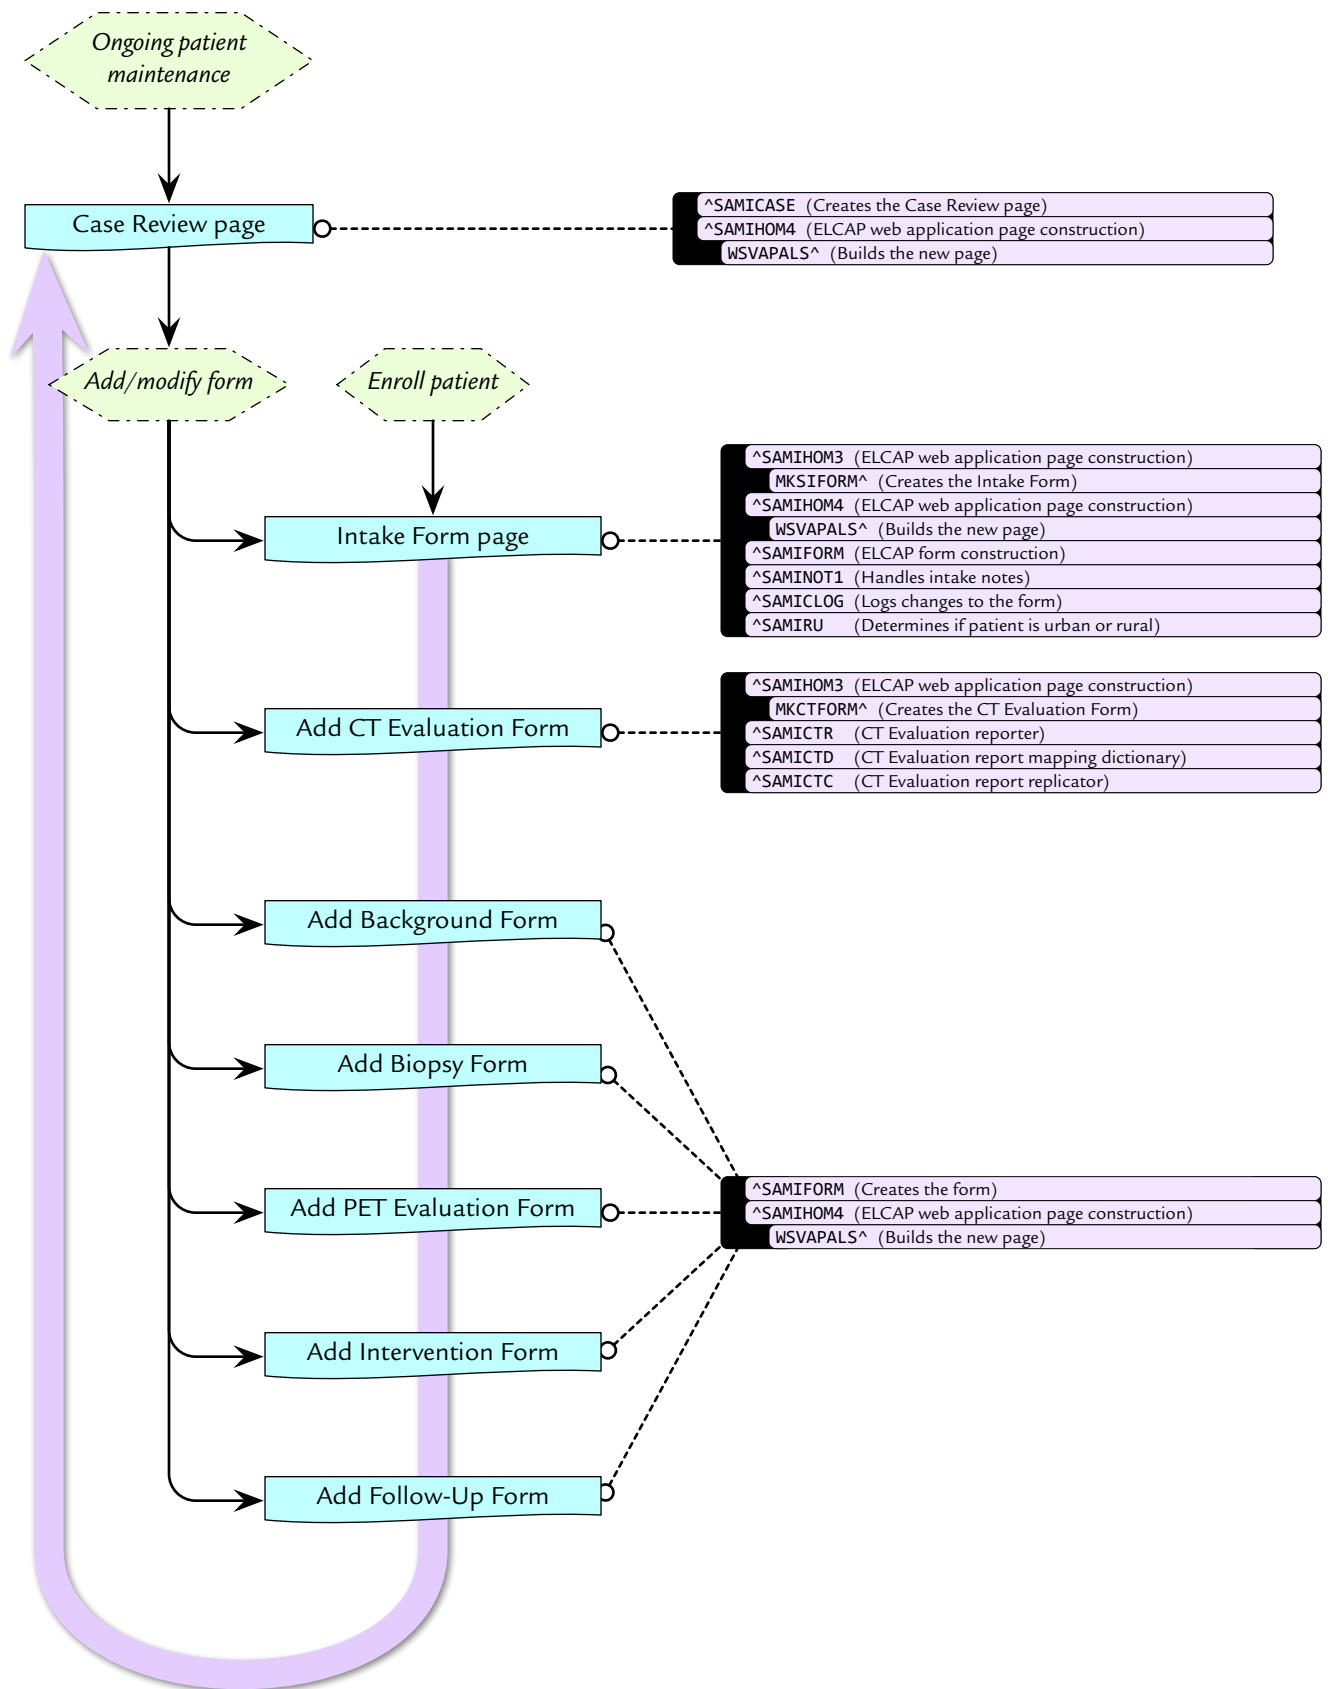 Ongoing patient
maintenance
Case Review page
^SAMICASE (Creates the Case Review page)
^SAMIHOM4 (ELCAP web application page construction)
WSVAPALS^ (Builds the new page)
Add/modify form
Enroll patient
Intake Form page
^SAMIHOM3 (ELCAP web application page construction)
MKSIFORM^ (Creates the Intake Form)
^SAMIHOM4 (ELCAP web application page construction)
WSVAPALS^ (Builds the new page)
^SAMIFORM (ELCAP form construction)
^SAMINOT1 (Handles intake notes)
^SAMICLOG (Logs changes to the form)
^SAMIRU (Determines if patient is urban or rural)
Add CT Evaluation Form
^SAMIHOM3 (ELCAP web application page construction)
MKCTFORM^ (Creates the CT Evaluation Form)
^SAMICTR (CT Evaluation reporter)
^SAMICTD (CT Evaluation report mapping dictionary)
^SAMICTC (CT Evaluation report replicator)
Add Background Form
Add Biopsy Form
Add PET Evaluation Form
^SAMIFORM (Creates the form)
^SAMIHOM4 (ELCAP web application page construction)
WSVAPALS^ (Builds the new page)
Add Intervention Form
Add Follow-Up Form